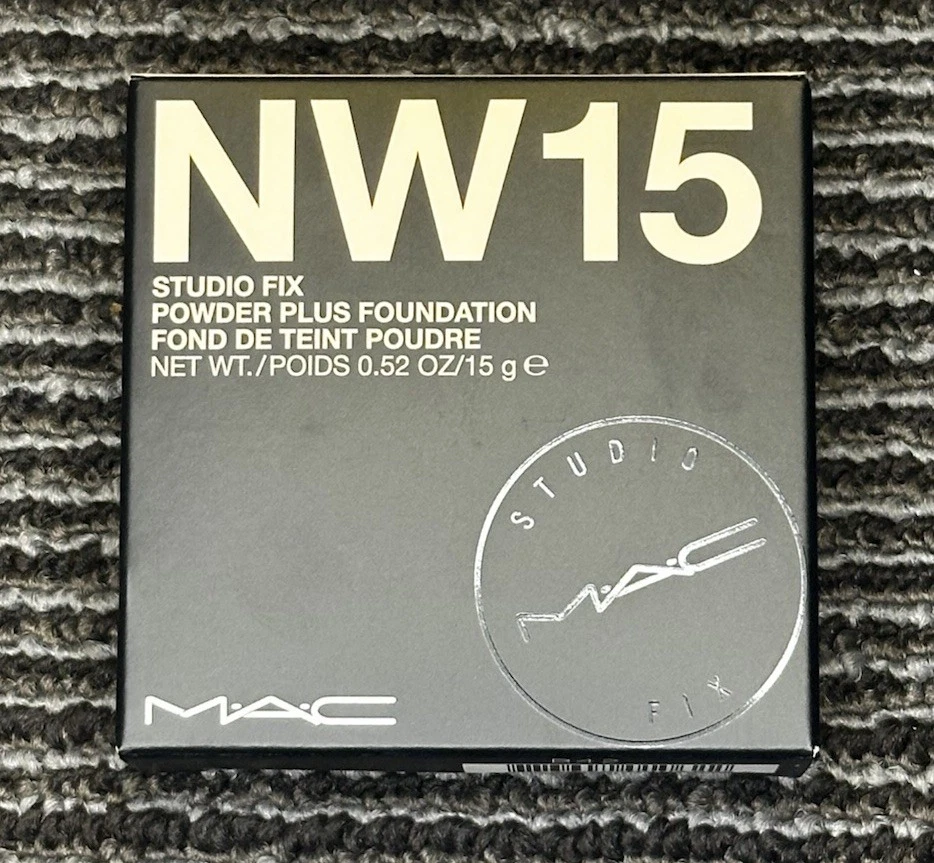 NW15
STUDIO FIX
POWDER PLUS FOUNDATION
FOND DE TEINT POUDRE
NET WT./POIDS 0.52 OZ/15 g ℮
STUDIO
MAC
FIX
M·A·C